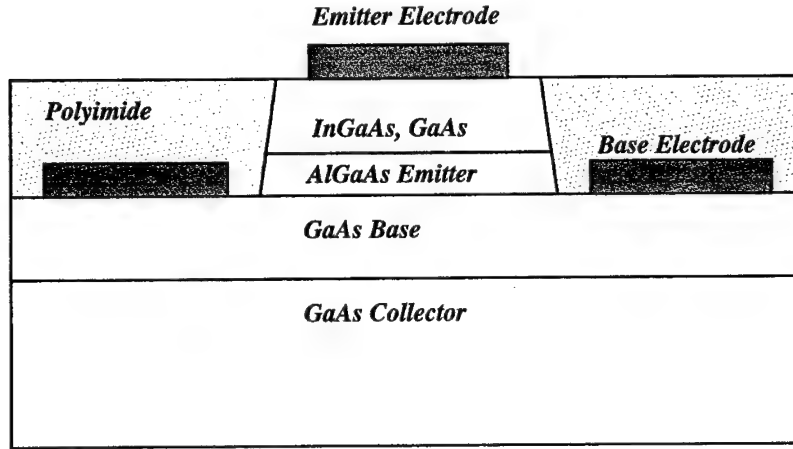 Emitter Electrode
Polyimide
InGaAs, GaAs
Base Electrode
AlGaAs Emitter
GaAs Base
GaAs Collector